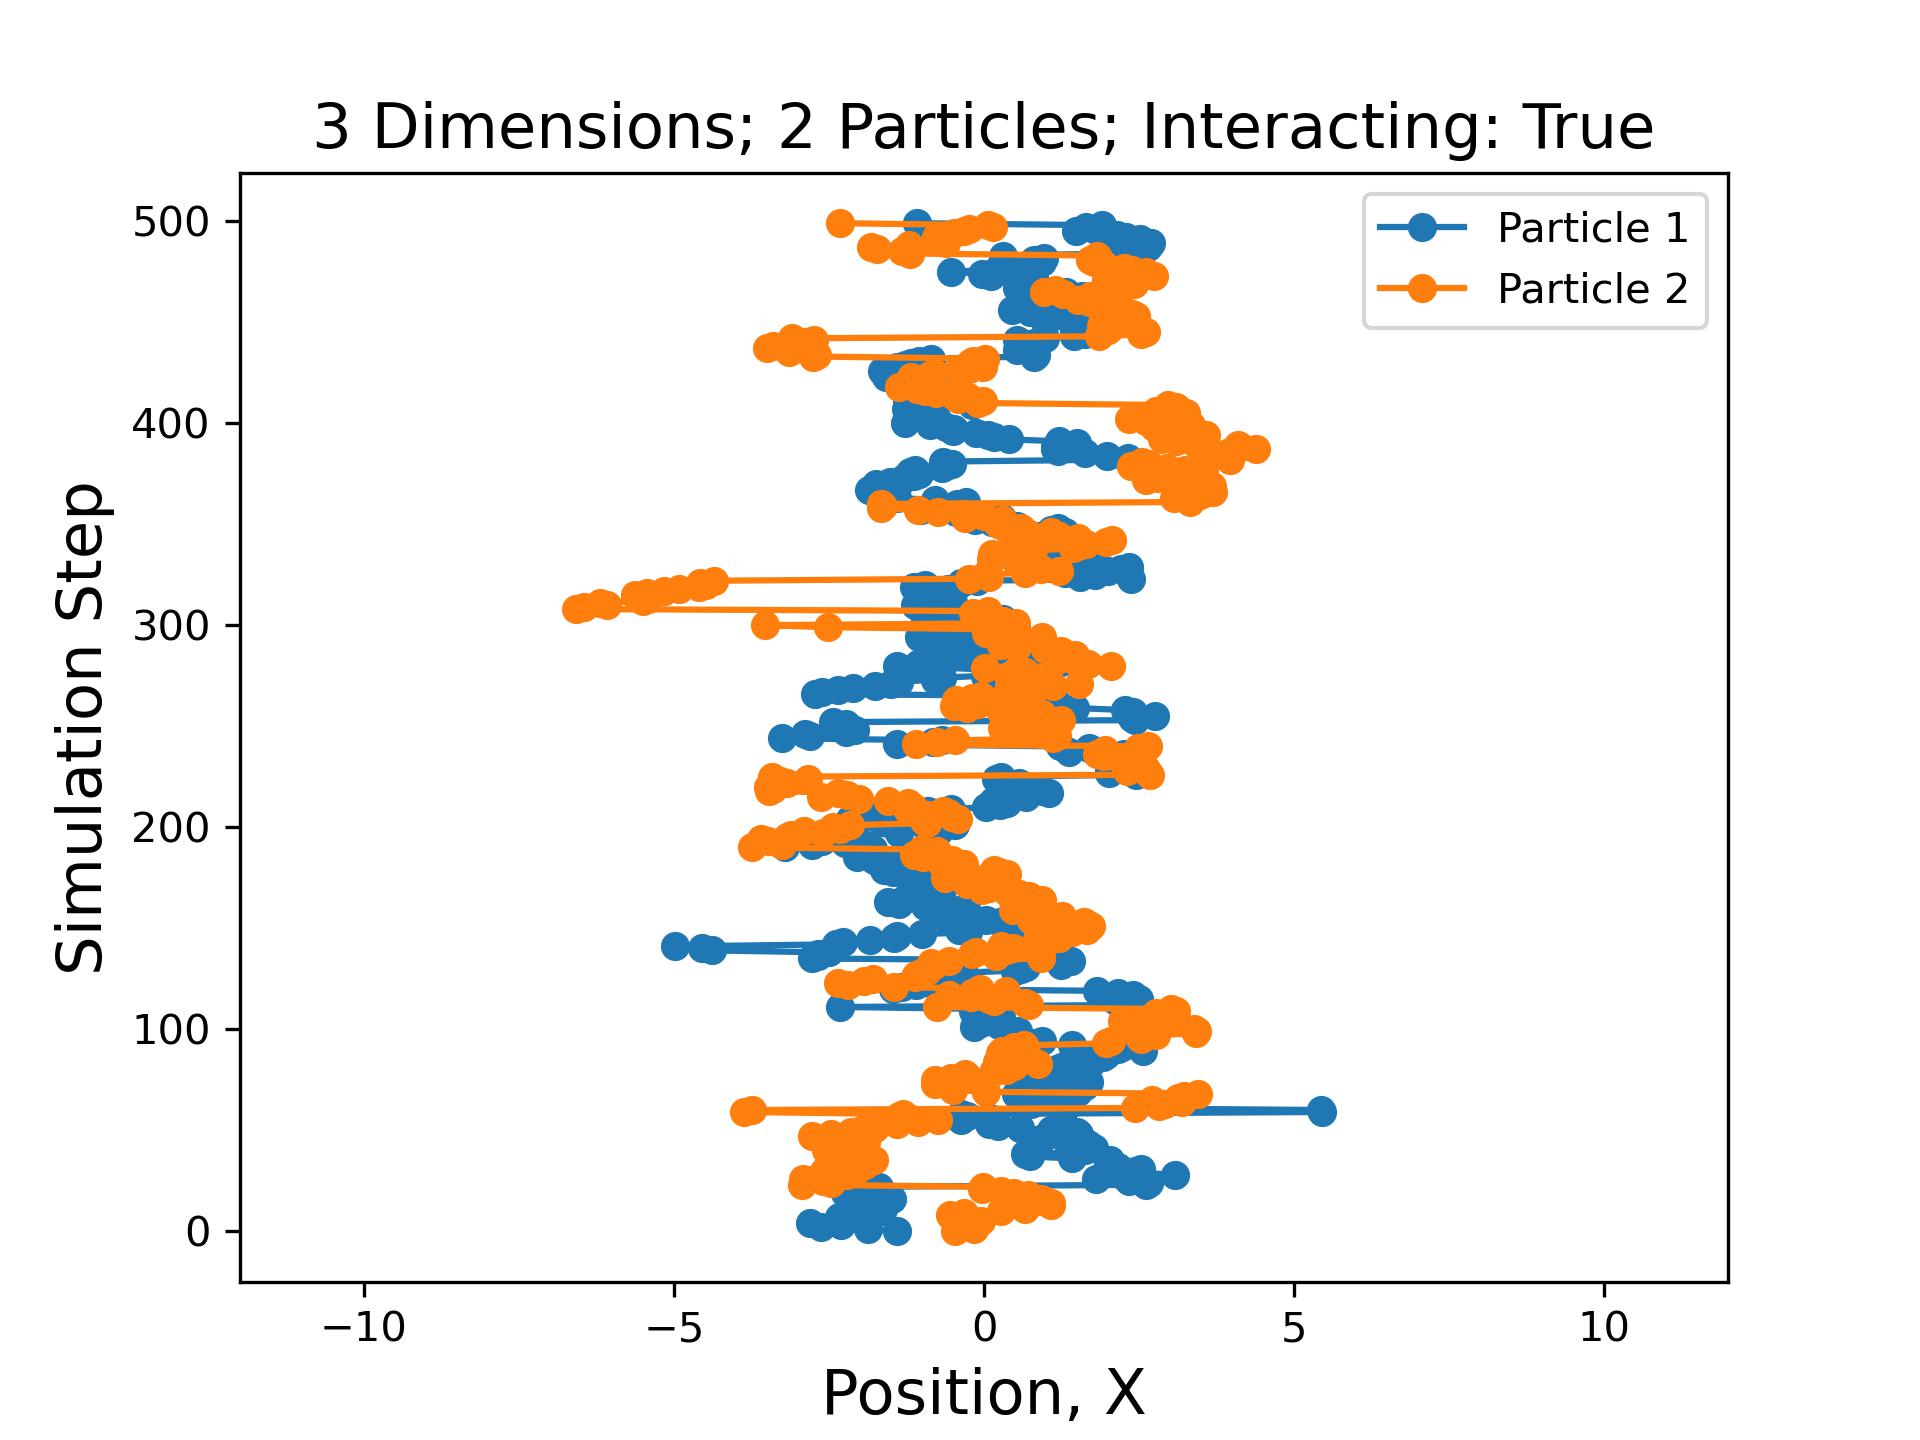 3 Dimensions; 2 Particles; Interacting: True
Particle 1
Particle 2
500
400
300
200
100
0
Simulation Step
−10
−5
0
5
10
Position, X